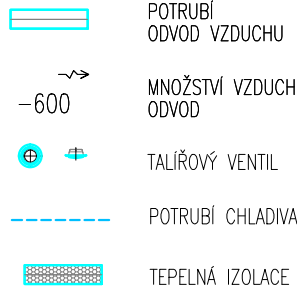 POTRUBÍ
ODVOD VZDUCHU
-600
MNOŽSTVÍ VZDUCH
ODVOD
TALÍŘOVÝ VENTIL
POTRUBÍ CHLADIVA
TEPELNÁ IZOLACE